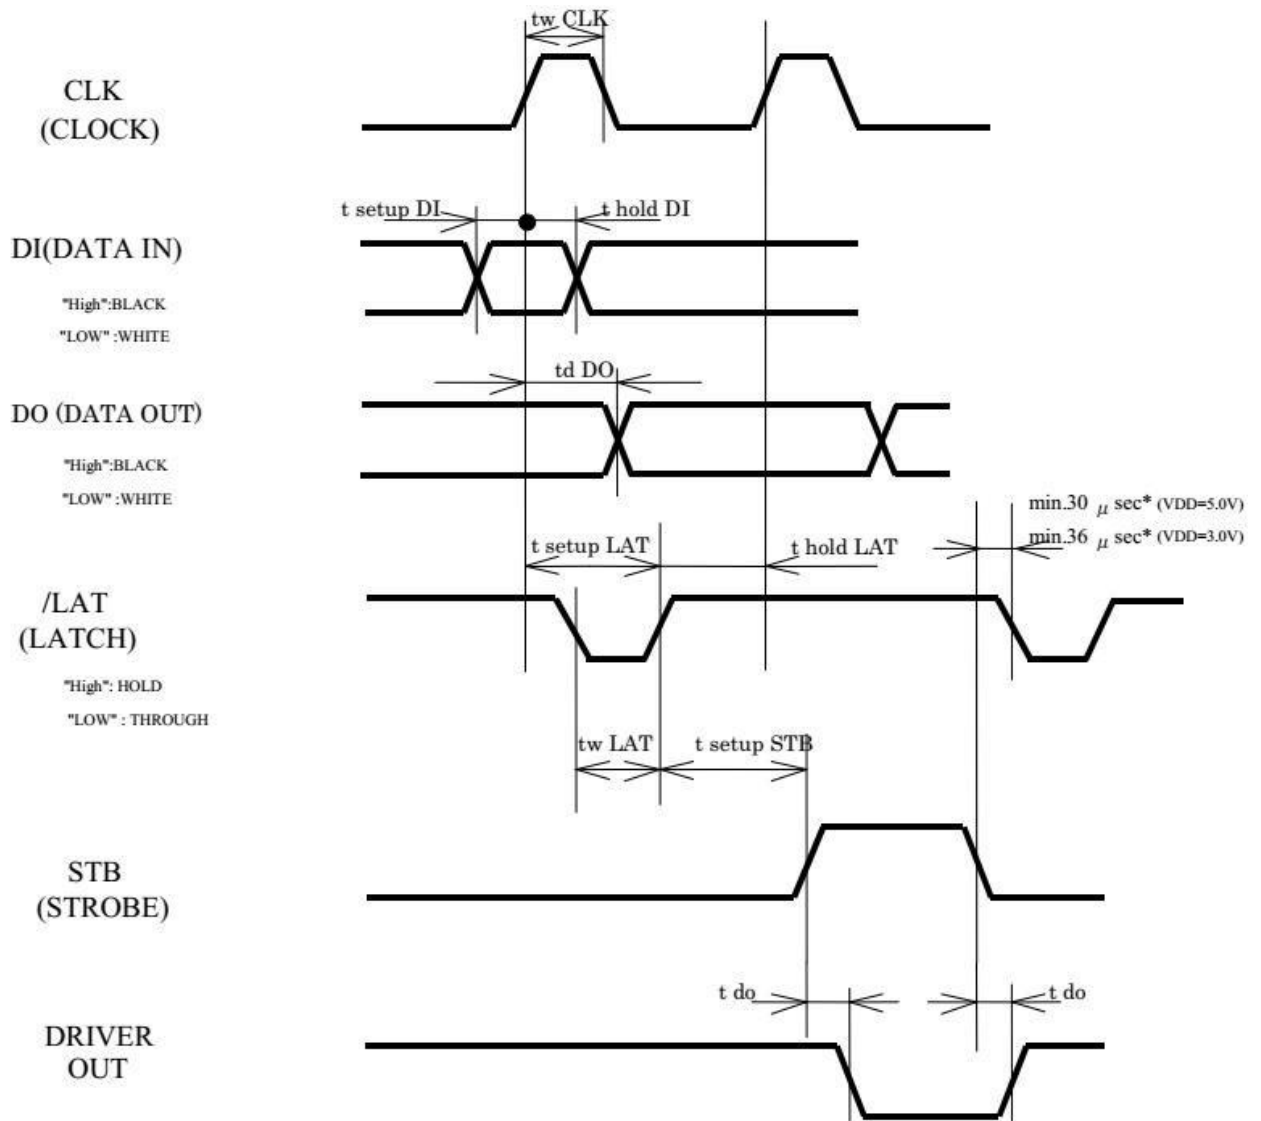 tw CLK
CLK
(CLOCK)
t setup DI
t hold DI
DI(DATA IN)
"High":BLACK
"LOW" :WHITE
td DO
DO (DATA OUT)
"High":BLACK
"LOW" :WHITE
min.30 μ sec* (VDD=5.0V)
min.36 μ sec* (VDD=3.0V)
t setup LAT
t hold LAT
/LAT
(LATCH)
"High": HOLD
"LOW" : THROUGH
tw LAT
t setup STB
STB
(STROBE)
t do
t do
DRIVER
OUT